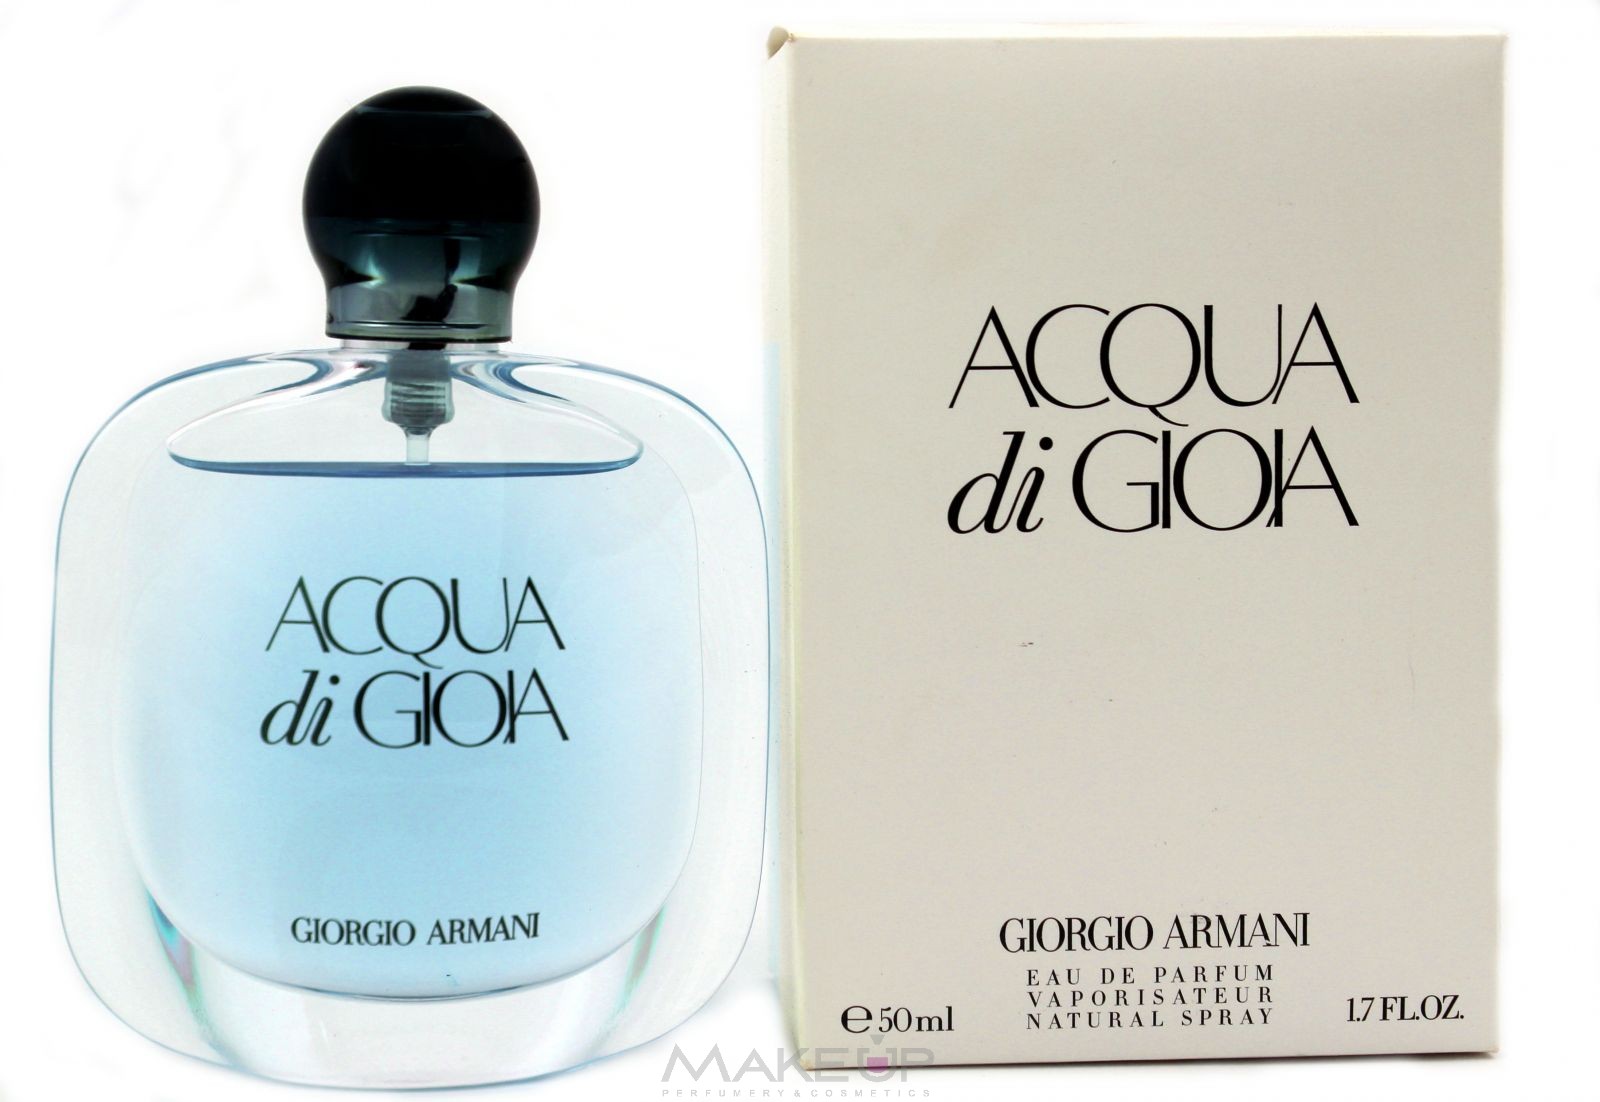 ACQUA
di GIOIA
GIORGIO ARMANI
ACQUA
di GIOIA
GIORGIO ARMANI
EAU DE PARFUM
VAPORISATEUR
NATURAL SPRAY
e 50ml
1.7 FL.OZ.
MAKEUP
PERFUMERY & COSMETICS